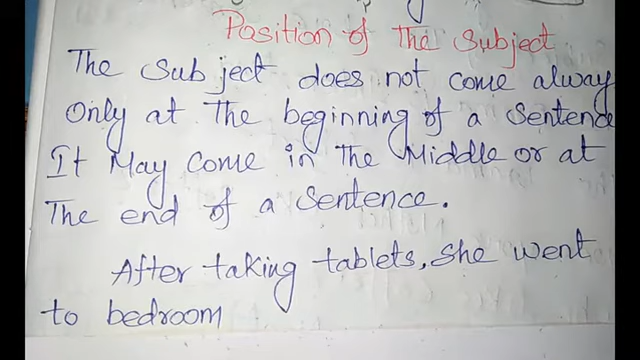 Position of The Subject
The Subject does not come alway
Only at The beginning of a Sentence
It May Come in The Middle or at
The end of a Sentence.
After taking tablets, She went
to bedroom